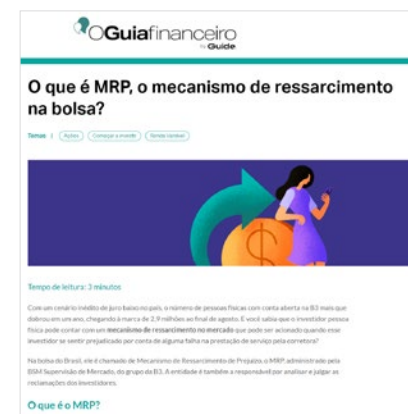 OGuiafinanceiro
by Guide
O que é MRP, o mecanismo de ressarcimento
na bolsa?
Temas | Ações Começar a investir Renda variável
Tempo de leitura: 3 minutos
Com um cenário inédito de juro baixo no país, o número de pessoas físicas com conta aberta na B3 mais que
dobrou em um ano, chegando à marca de 2,9 milhões ao final de agosto. E você sabia que o investidor pessoa
física pode contar com um mecanismo de ressarcimento no mercado que pode ser acionado quando esse
investidor se sentir prejudicado por conta de alguma falha na prestação de serviço pela corretora?
Na bolsa do Brasil, ele é chamado de Mecanismo de Ressarcimento de Prejuízo, o MRP, administrado pela
BSM Supervisão de Mercado, do grupo da B3. A entidade é também a responsável por analisar e julgar as
reclamações dos investidores.
O que é o MRP?